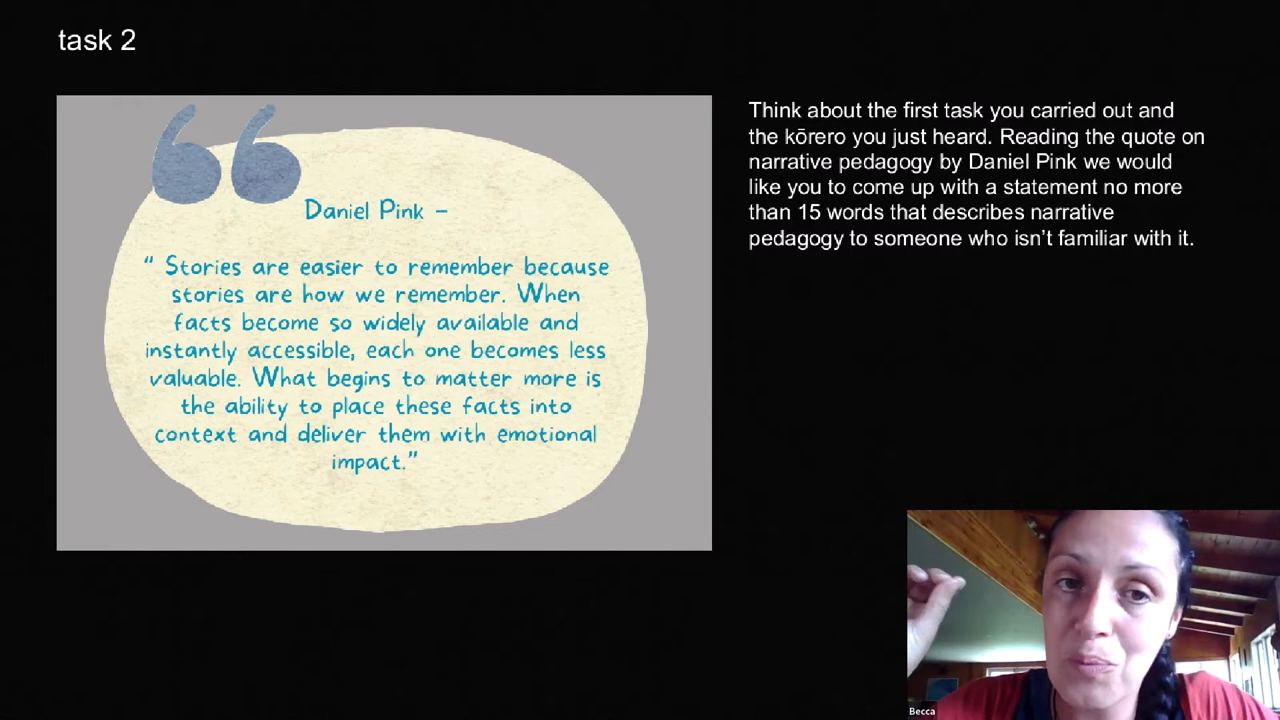 task 2
Daniel Pink –
“ Stories are easier to remember because
stories are how we remember. When
facts become so widely available and
instantly accessible, each one becomes less
valuable. What begins to matter more is
the ability to place these facts into
context and deliver them with emotional
impact.”
Think about the first task you carried out and
the kōrero you just heard. Reading the quote on
narrative pedagogy by Daniel Pink we would
like you to come up with a statement no more
than 15 words that describes narrative
pedagogy to someone who isn’t familiar with it.
Becca